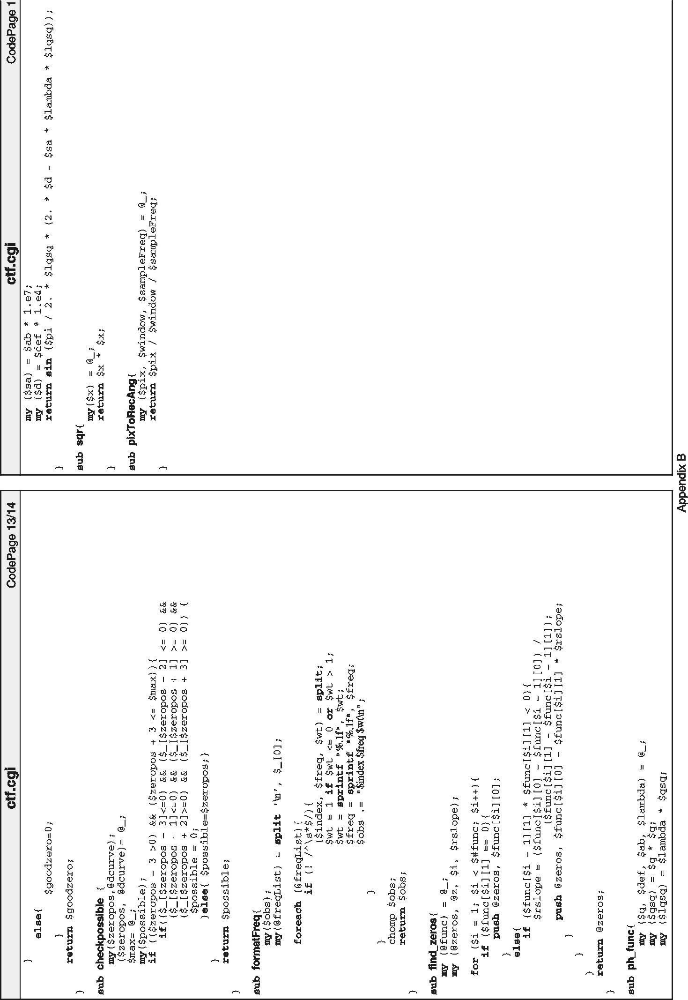 ctf.cgi CodePage 13/14
}
else{
$goodzero=0;
}
return $goodzero;
}
sub checkpossible {
my($zeropos,@dcurve);
($zeropos, @dcurve)= @_;
$max= @_;
my($possible);
if (($zeropos - 3 >0) && ($zeropos + 3 <= $max)){
if(($_[$zeropos - 3]<=0) && ($_[$zeropos - 2] <= 0) &&
($_[$zeropos - 1]<=0) && ($_[$zeropos + 1] >= 0) &&
($_[$zeropos + 2]>=0) && ($_[$zeropos + 3] >= 0)) {
$possible = 0;
}else{ $possible=$zeropos;}
}
return $possible;
}
sub formatFreq{
my($obs);
my(@freqList) = split '\n', $_[0];
foreach (@freqList){
if (! /^\s*$/){
($index, $freq, $wt) = split;
$wt = 1 if $wt <= 0 or $wt > 1;
$wt = sprintf "%.1f", $wt;
$freq = sprintf "%.1f", $freq;
$obs .= "$index $freq $wt\n";
}
}
chomp $obs;
return $obs;
}
sub find_zeros{
my (@func) = @_;
my (@zeros, @z, $i, $rslope);
for ($i = 1; $i < $#func; $i++){
if ($func[$i][1] == 0){
push @zeros, $func[$i][0];
}
else{
if ($func[$i - 1][1] * $func[$i][1] < 0){
$rslope = ($func[$i][0] - $func[$i - 1][0]) /
($func[$i][1] - $func[$i - 1][1]);
push @zeros, $func[$i][0] - $func[$i][1] * $rslope;
}
}
}
return @zeros;
}
sub ph_func{
my ($q, $def, $ab, $lambda) = @_;
my ($qsq) = $q * $q;
my ($lqsq) = $lambda * $qsq;
ctf.cgi CodePage 1
my ($sa) = $ab * 1.e7;
my ($d) = $def * 1.e4;
return sin ($pi / 2. * $lqsq * (2. * $d - $sa * $lambda * $lqsq));
}
sub sqr{
my($x) = @_;
return $x * $x;
}
sub pixToRecAng{
my ($pix, $window, $sampleFreq) = @_;
return $pix / $window / $sampleFreq;
}
Appendix B